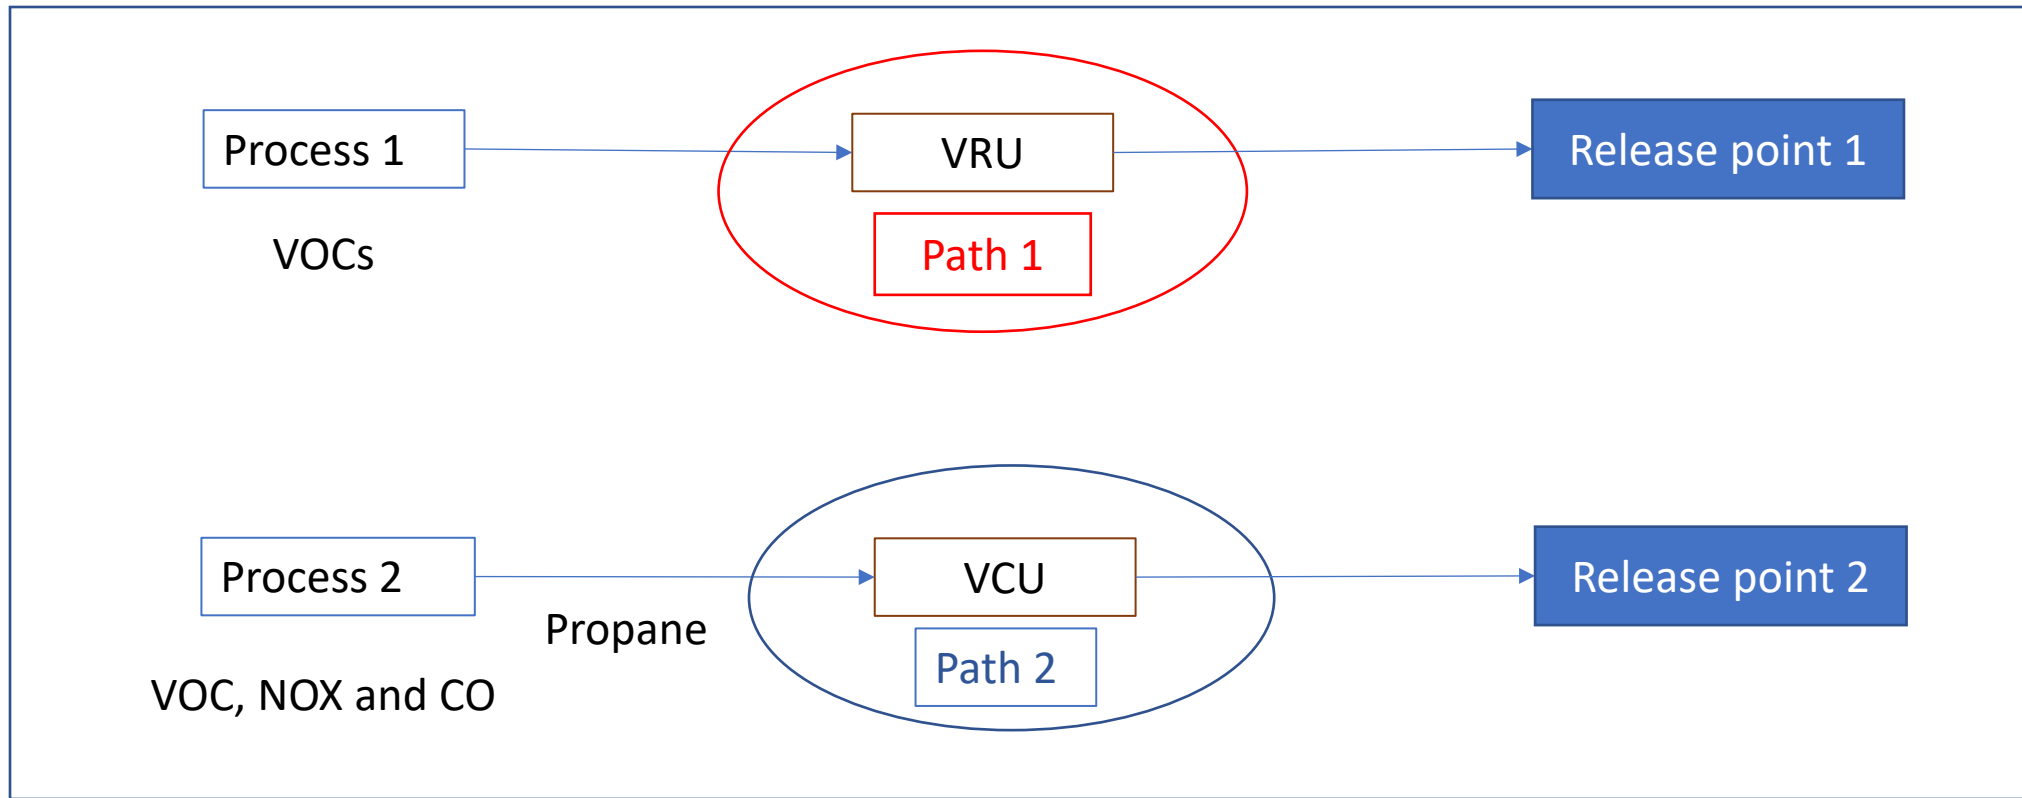 Process 1
VRU
Release point 1
VOCs
Path 1
Process 2
VCU
Release point 2
Propane
Path 2
VOC, NOX and CO